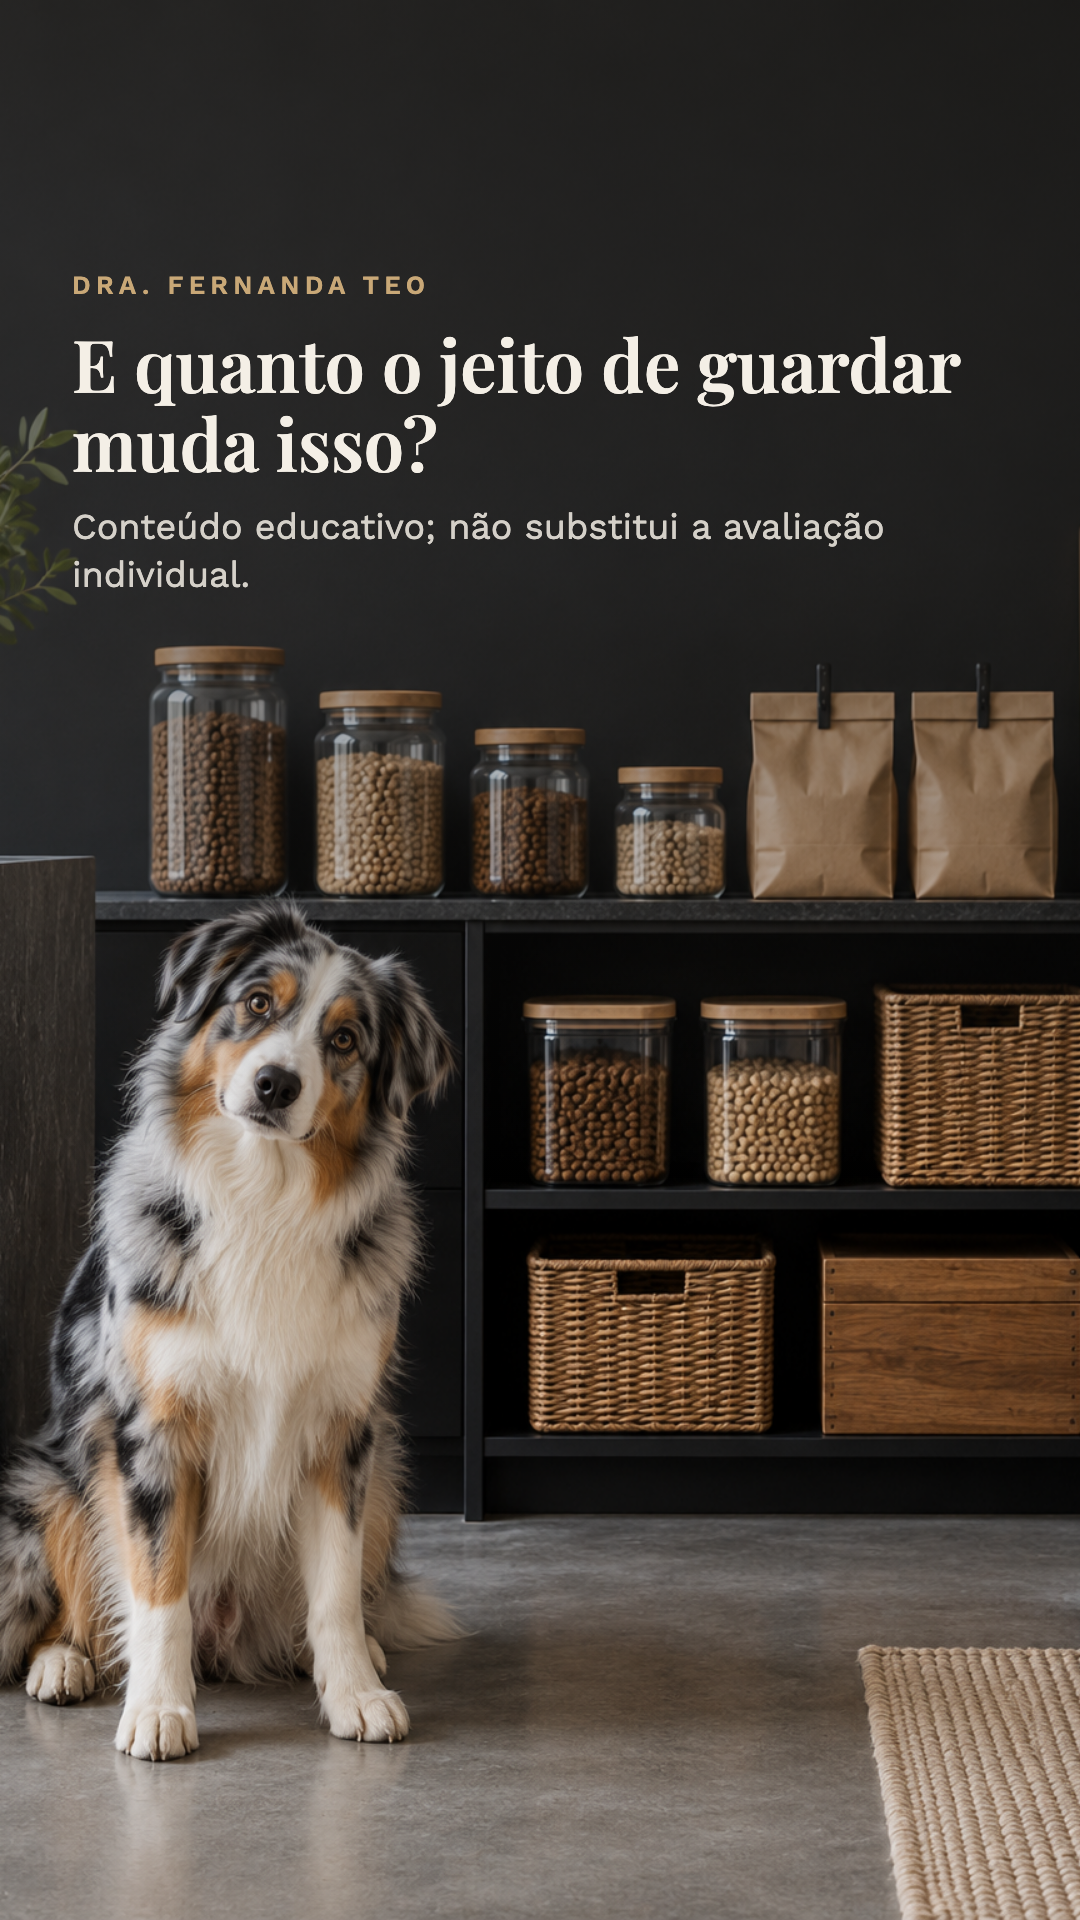 DRA. FERNANDA TEO
E quanto o jeito de guardar
muda isso?
Conteúdo educativo; não substitui a avaliação
individual.